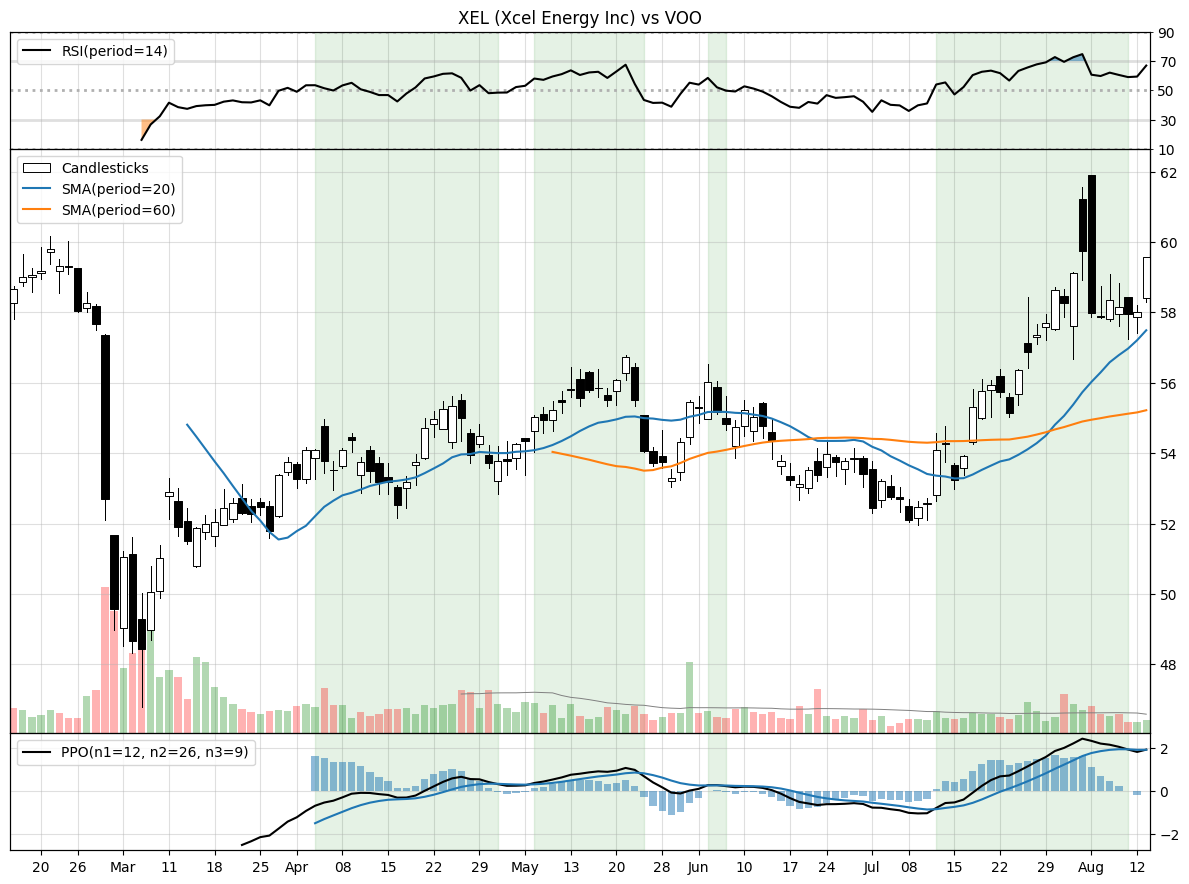 XEL (Xcel Energy Inc) vs VOO
RSI(period=14)
90
70
50
30
10
Candlesticks
SMA(period=20)
SMA(period=60)
62
60
58
56
54
52
50
48
PPO(n1=12, n2=26, n3=9)
2
0
−2
20 26 Mar 11 18 25 Apr 08 15 22 29 May 13 20 28 Jun 10 17 24 Jul 08 15 22 29 Aug 12